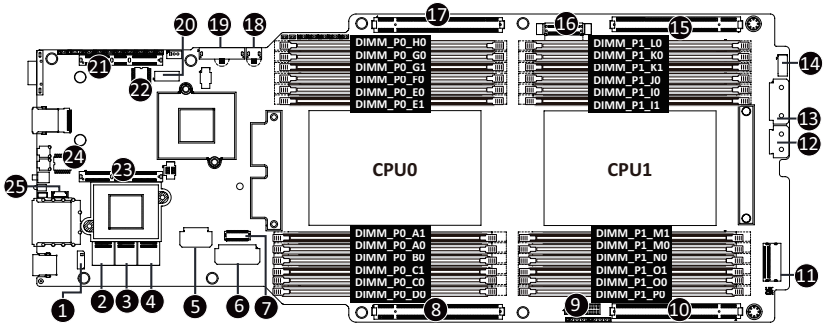 20 19 18 17 16 15
21
22
14
13
12
24
23
25
DIMM_P0_H0
DIMM_P0_G0
DIMM_P0_G1
DIMM_P0_F0
DIMM_P0_E0
DIMM_P0_E1
DIMM_P1_L0
DIMM_P1_K0
DIMM_P1_K1
DIMM_P1_J0
DIMM_P1_I0
DIMM_P1_I1
CPU0 CPU1
DIMM_P0_A1
DIMM_P0_A0
DIMM_P0_B0
DIMM_P0_C1
DIMM_P0_C0
DIMM_P0_D0
DIMM_P1_M1
DIMM_P1_M0
DIMM_P1_N0
DIMM_P1_O1
DIMM_P1_O0
DIMM_P1_P0
1 2 3 4 5 6 7 8 9 10 11